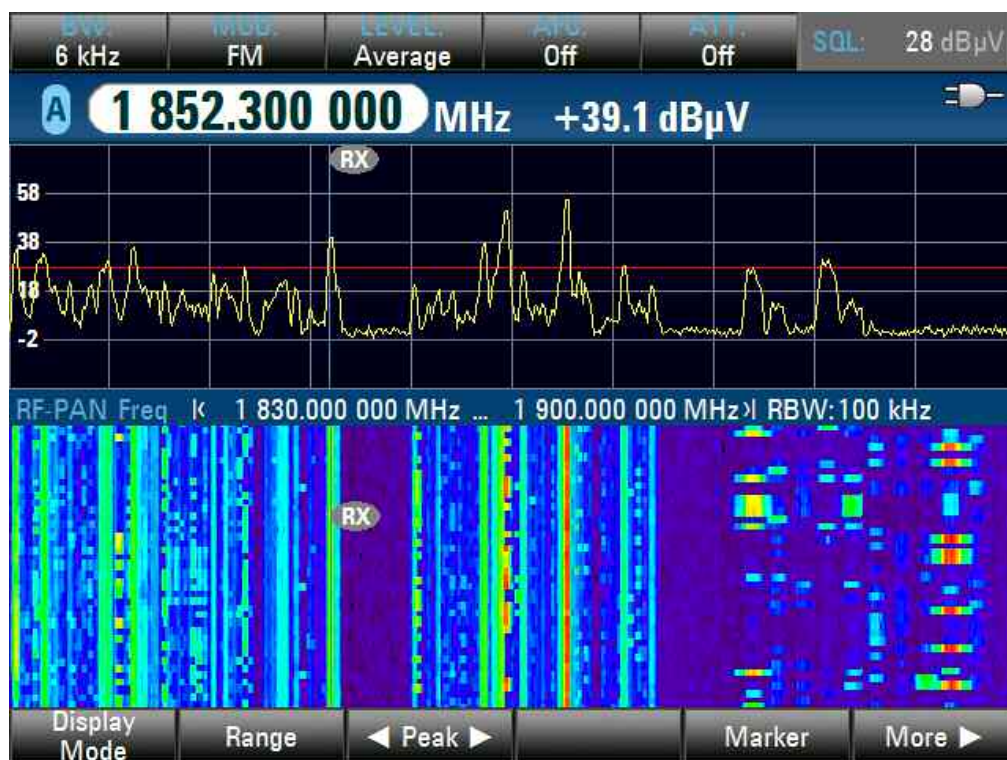 BW: MOD: LEVEL: AFC: ATT: SQL: 28 dBµV
6 kHz FM Average Off Off
A 1 852.300 000 MHz +39.1 dBµV
RX
58
38
18
-2
RF-PAN Freq 1 830.000 000 MHz ... 1 900.000 000 MHz RBW:100 kHz
RX
Display Mode Range ◀ Peak ▶ Marker More ▶